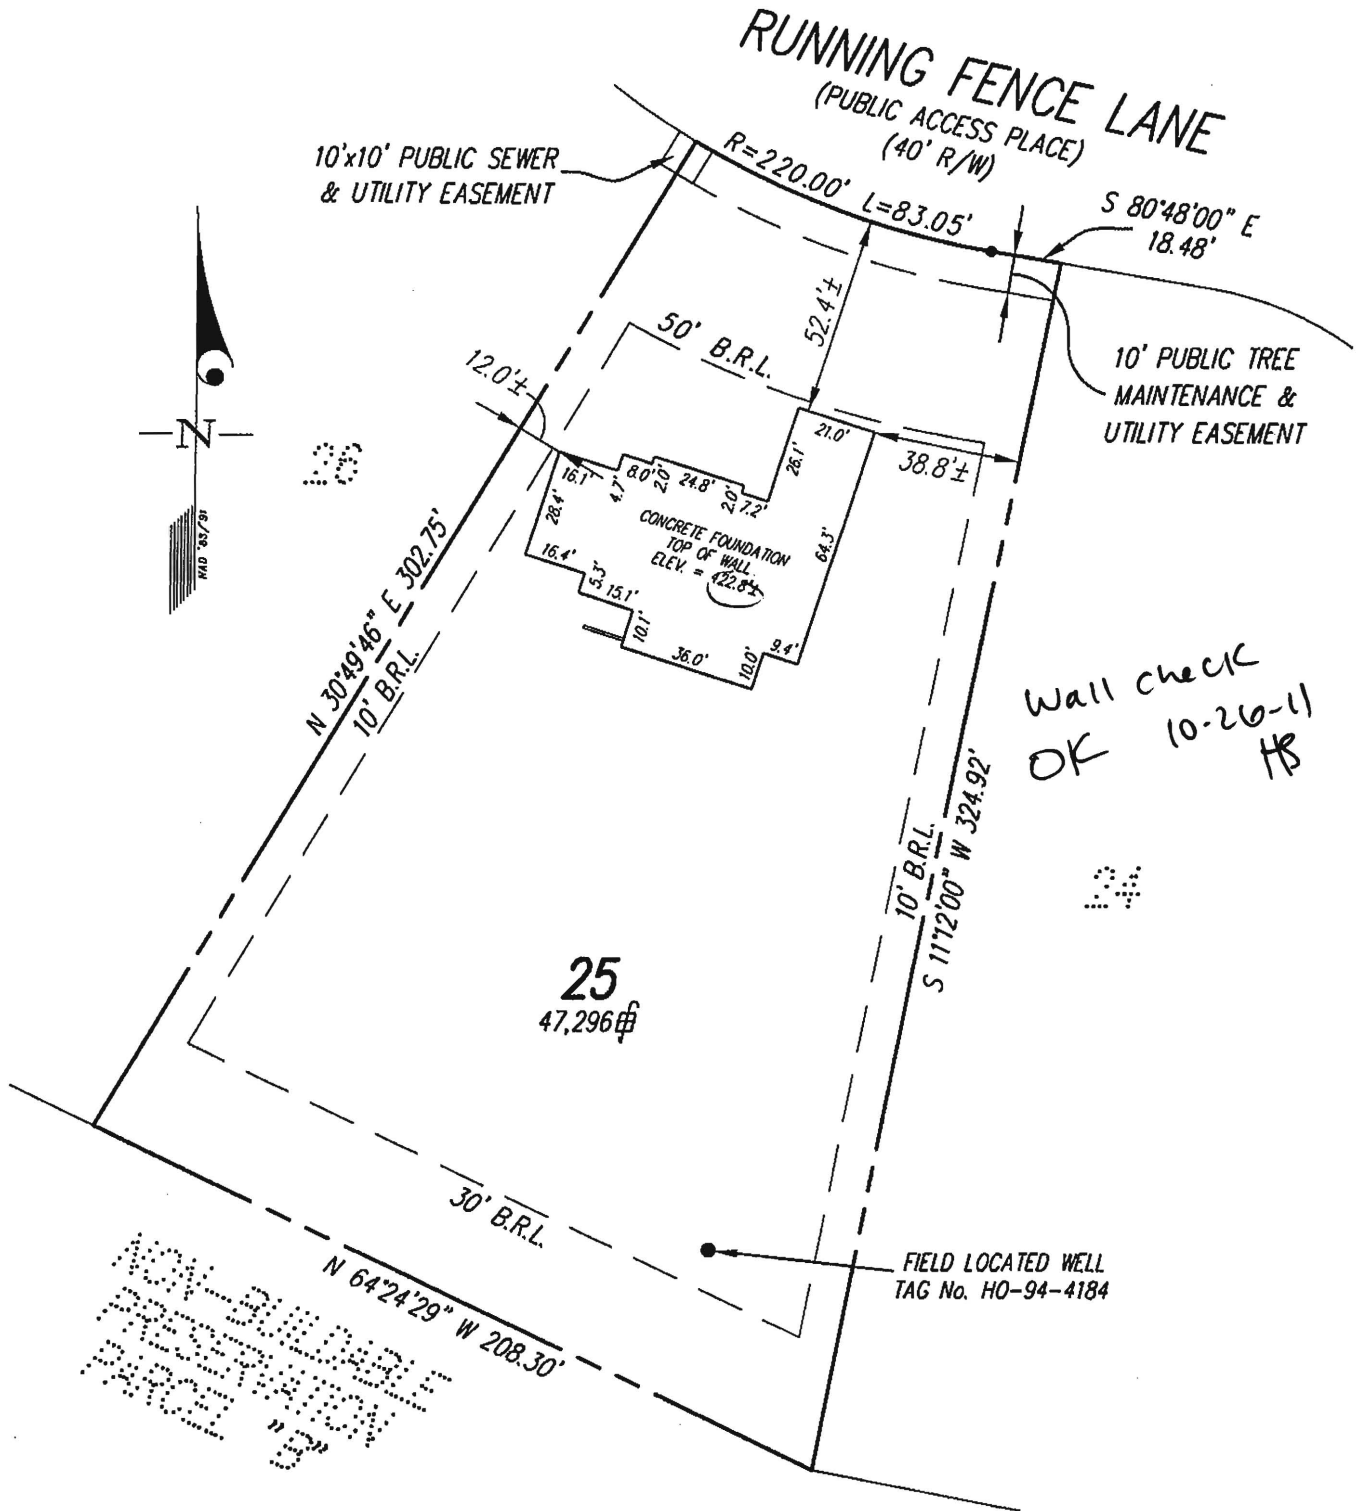 RUNNING FENCE LANE
(PUBLIC ACCESS PLACE)
(40' R/W)
10'x10' PUBLIC SEWER
& UTILITY EASEMENT
R=220.00' L=83.05'
S 80°48'00" E
18.48'
52.4'±
50' B.R.L.
12.0'±
10' PUBLIC TREE
MAINTENANCE &
UTILITY EASEMENT
N
NAD '83/'91
26
21.0'
38.8'±
26.1'
16.1'
4.7'
8.0'
2.0'
24.8'
2.0'
7.2'
28.4'
CONCRETE FOUNDATION
TOP OF WALL
ELEV. = 422.8'±
64.3'
16.4'
5.3'
15.1'
10.1'
36.0'
10.0'
9.4'
N 30°49'46" E 302.75'
10' B.R.L.
Wall check
OK 10-26-11
HB
10' B.R.L.
S 11°12'00" W 324.92'
24
25
47,296
30' B.R.L.
N 64°24'29" W 208.30'
FIELD LOCATED WELL
TAG No. HO-94-4184
NON-BUILDABLE
PRESERVATION
PARCEL "B"